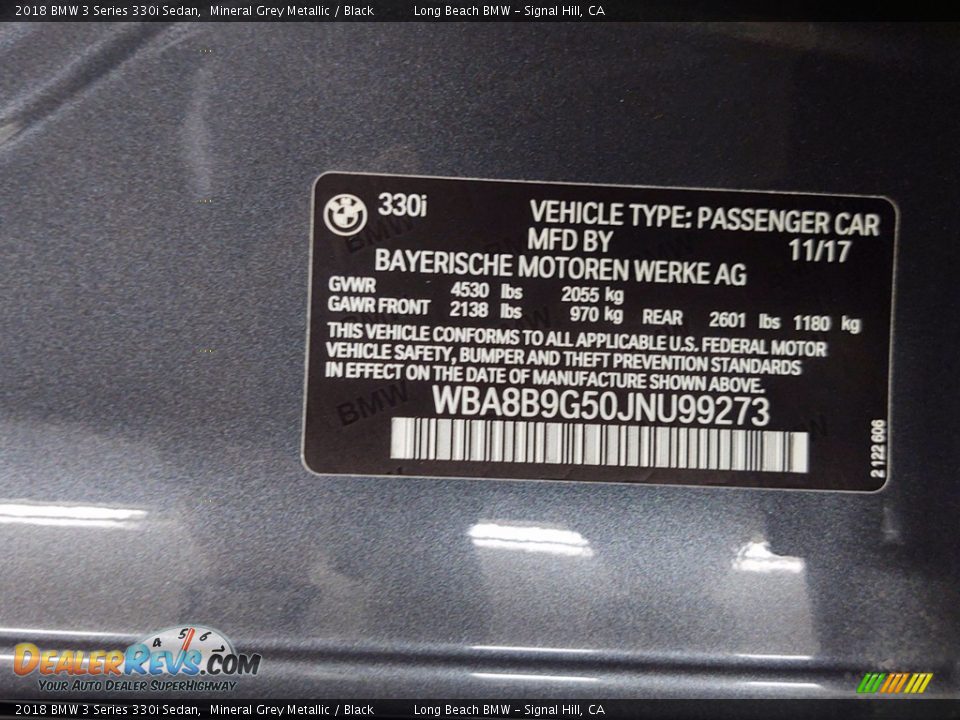 2018 BMW 3 Series 330i Sedan, Mineral Grey Metallic / Black Long Beach BMW - Signal Hill, CA
330i VEHICLE TYPE: PASSENGER CAR
MFD BY 11/17
BAYERISCHE MOTOREN WERKE AG
GVWR 4530 lbs 2055 kg
GAWR FRONT 2138 lbs 970 kg REAR 2601 lbs 1180 kg
THIS VEHICLE CONFORMS TO ALL APPLICABLE U.S. FEDERAL MOTOR
VEHICLE SAFETY, BUMPER AND THEFT PREVENTION STANDARDS
IN EFFECT ON THE DATE OF MANUFACTURE SHOWN ABOVE.
WBA8B9G50JNU99273
2 122 606
BMW
4 5 6 7
DEALERREVS.COM
YOUR AUTO DEALER SUPERHIGHWAY
2018 BMW 3 Series 330i Sedan, Mineral Grey Metallic / Black Long Beach BMW - Signal Hill, CA